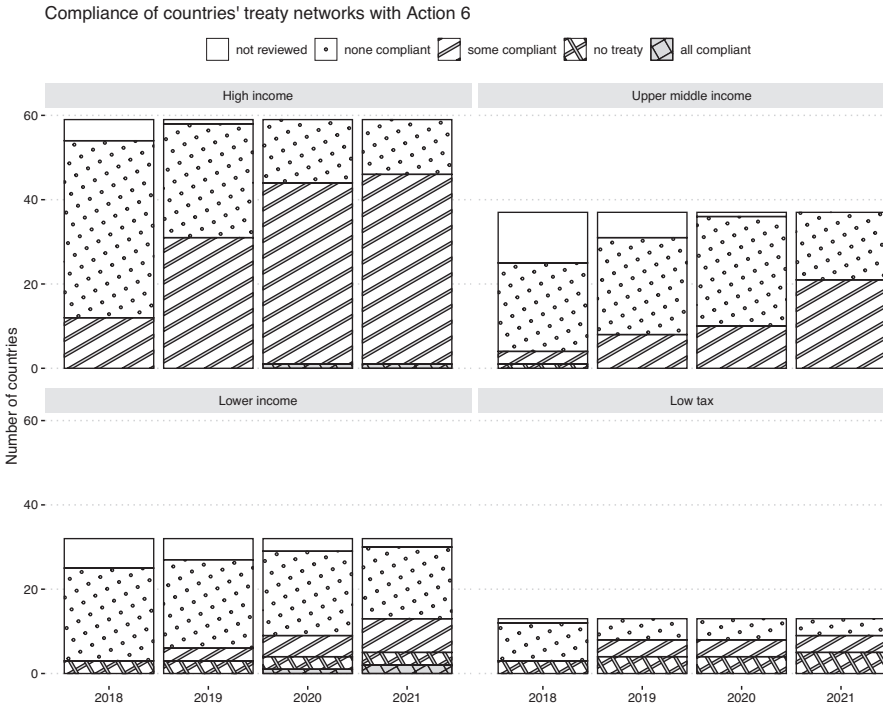 Compliance of countries' treaty networks with Action 6
not reviewed none compliant some compliant no treaty all compliant
High income Upper middle income
60
40
20
0
Number of countries
Lower income Low tax
60
40
20
0
2018 2019 2020 2021 2018 2019 2020 2021